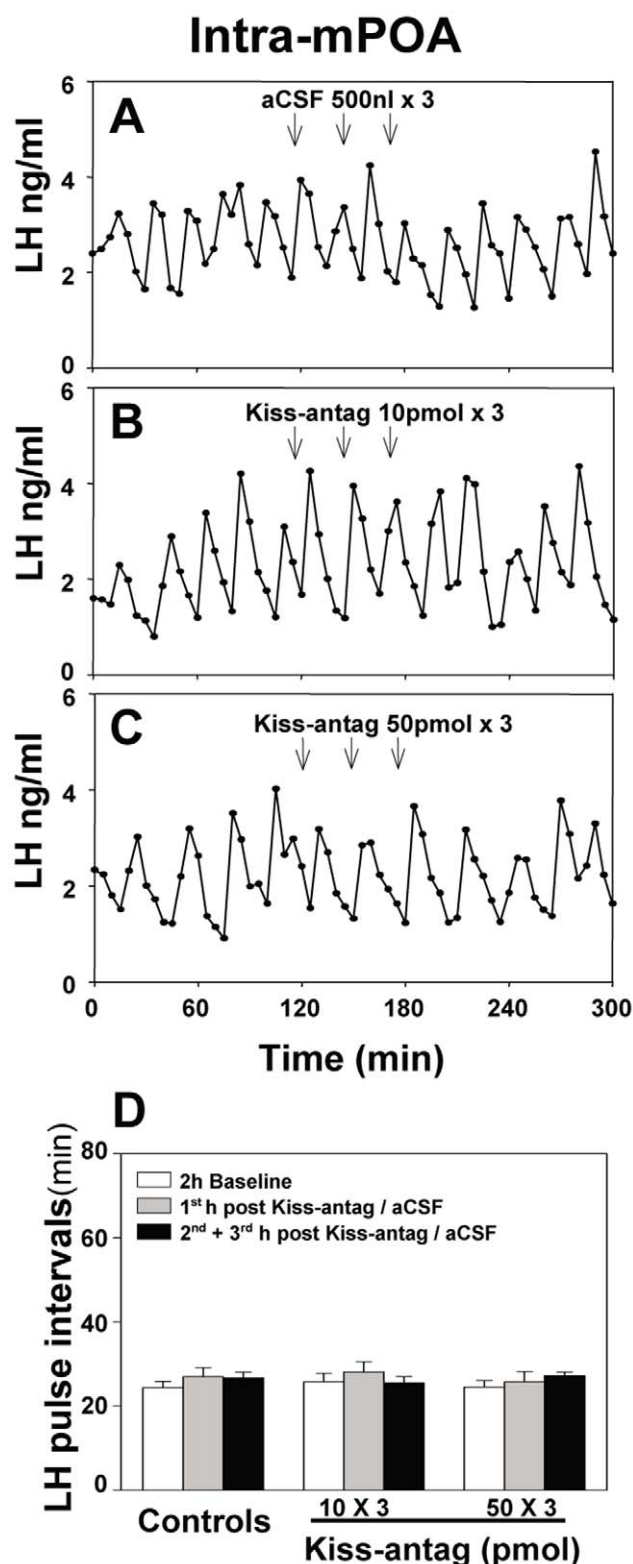 Intra-mPOA
6
A
aCSF 500nl x 3
LH ng/ml
4
2
0
6
B
Kiss-antag 10pmol x 3
LH ng/ml
4
2
0
6
C
Kiss-antag 50pmol x 3
LH ng/ml
4
2
0
0 60 120 180 240 300
Time (min)
D
LH pulse intervals(min)
80
60
40
20
0
2h Baseline
1st h post Kiss-antag / aCSF
2nd + 3rd h post Kiss-antag / aCSF
Controls
10 X 3 50 X 3
Kiss-antag (pmol)